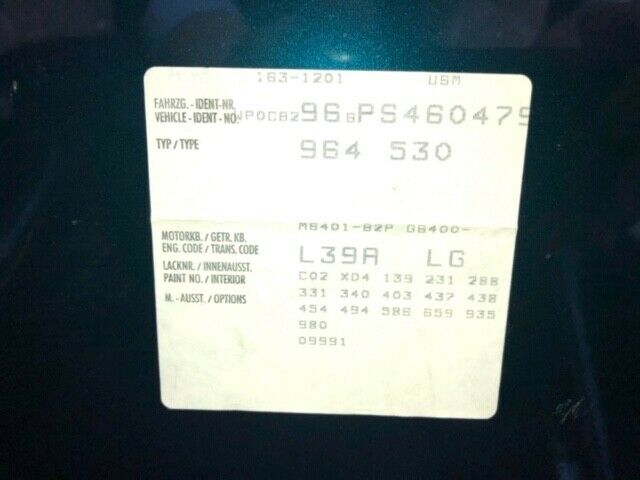 163-1201 USM
FAHRZG. - IDENT-NR.
VEHICLE - IDENT - NO. WP0CB2966PS460479
TYP / TYPE 964 530
M6401-62P G6400-
MOTORKB. / GETR. KB.
ENG. CODE / TRANS. CODE L39A LG
LACKNR. / INNENAUSST.
PAINT NO. / INTERIOR C02 XD4 139 231 288
M. - AUSST. / OPTIONS 331 340 403 437 438
454 494 586 659 935
980
09991